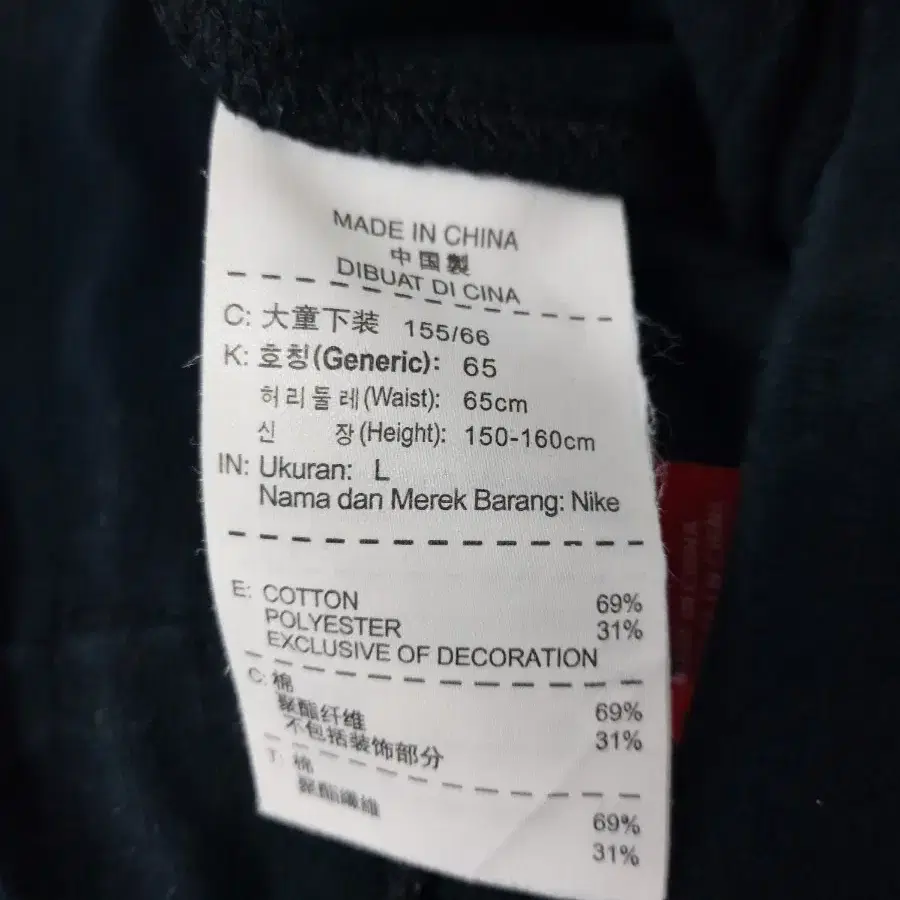 MADE IN CHINA
中国製
DIBUAT DI CINA
C: 大童下装 155/66
K: 호칭(Generic): 65
허리둘레(Waist): 65cm
신 장(Height): 150-160cm
IN: Ukuran: L
Nama dan Merek Barang: Nike
E: COTTON 69%
POLYESTER 31%
EXCLUSIVE OF DECORATION
C: 棉 69%
聚酯纤维 31%
不包括装饰部分
T: 棉 69%
聚酯纖維 31%